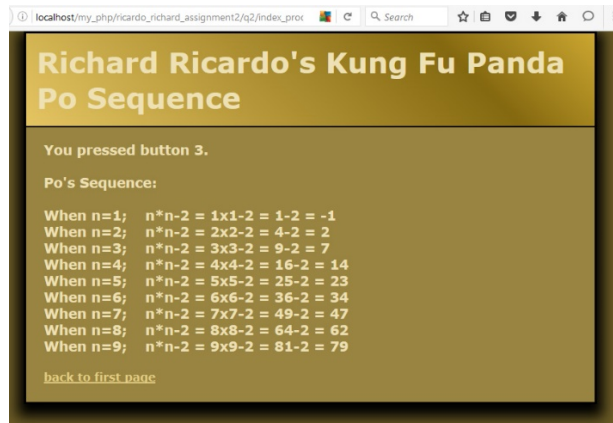 localhost/my_php/ricardo_richard_assignment2/q2/index_proc
Search
Richard Ricardo's Kung Fu Panda
Po Sequence
You pressed button 3.
Po's Sequence:
When n=1; n*n-2 = 1x1-2 = 1-2 = -1
When n=2; n*n-2 = 2x2-2 = 4-2 = 2
When n=3; n*n-2 = 3x3-2 = 9-2 = 7
When n=4; n*n-2 = 4x4-2 = 16-2 = 14
When n=5; n*n-2 = 5x5-2 = 25-2 = 23
When n=6; n*n-2 = 6x6-2 = 36-2 = 34
When n=7; n*n-2 = 7x7-2 = 49-2 = 47
When n=8; n*n-2 = 8x8-2 = 64-2 = 62
When n=9; n*n-2 = 9x9-2 = 81-2 = 79
back to first page